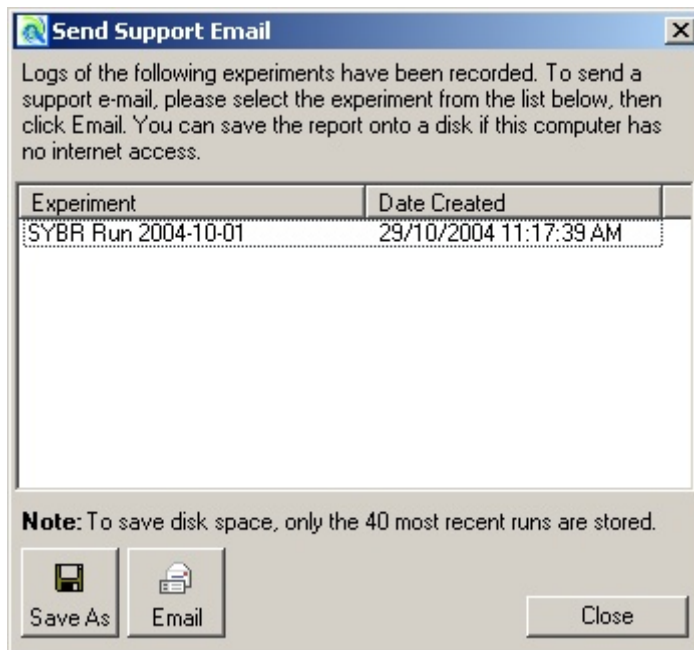 Send Support Email
Logs of the following experiments have been recorded. To send a
support e-mail, please select the experiment from the list below, then
click Email. You can save the report onto a disk if this computer has
no internet access.
Experiment Date Created
SYBR Run 2004-10-01 29/10/2004 11:17:39 AM
Note: To save disk space, only the 40 most recent runs are stored.
Save As Email Close